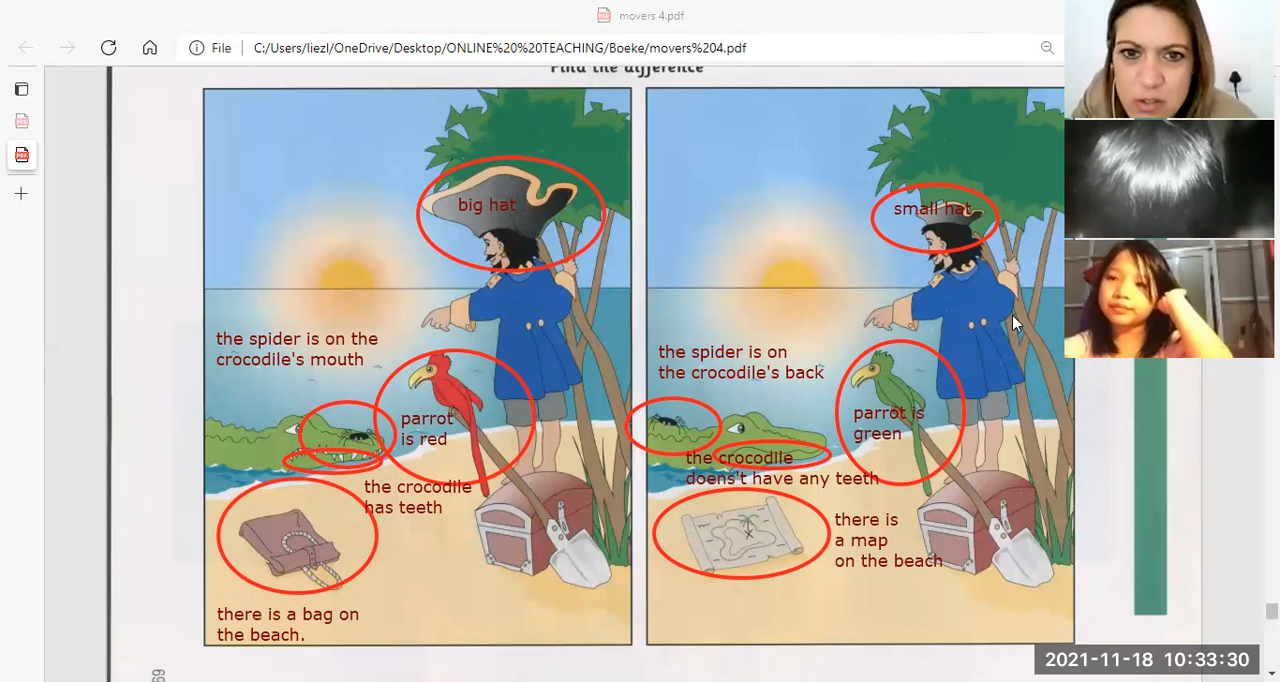 movers 4.pdf
File
C:/Users/liezl/OneDrive/Desktop/ONLINE%20%20TEACHING/Boeke/movers%204.pdf
Find the difference
big hat
the spider is on the
crocodile's mouth
parrot
is red
the crocodile
has teeth
there is a bag on
the beach.
small hat
the spider is on
the crocodile's back
parrot is
green
the crocodile
doens't have any teeth
there is
a map
on the beach
69
2021-11-18 10:33:30